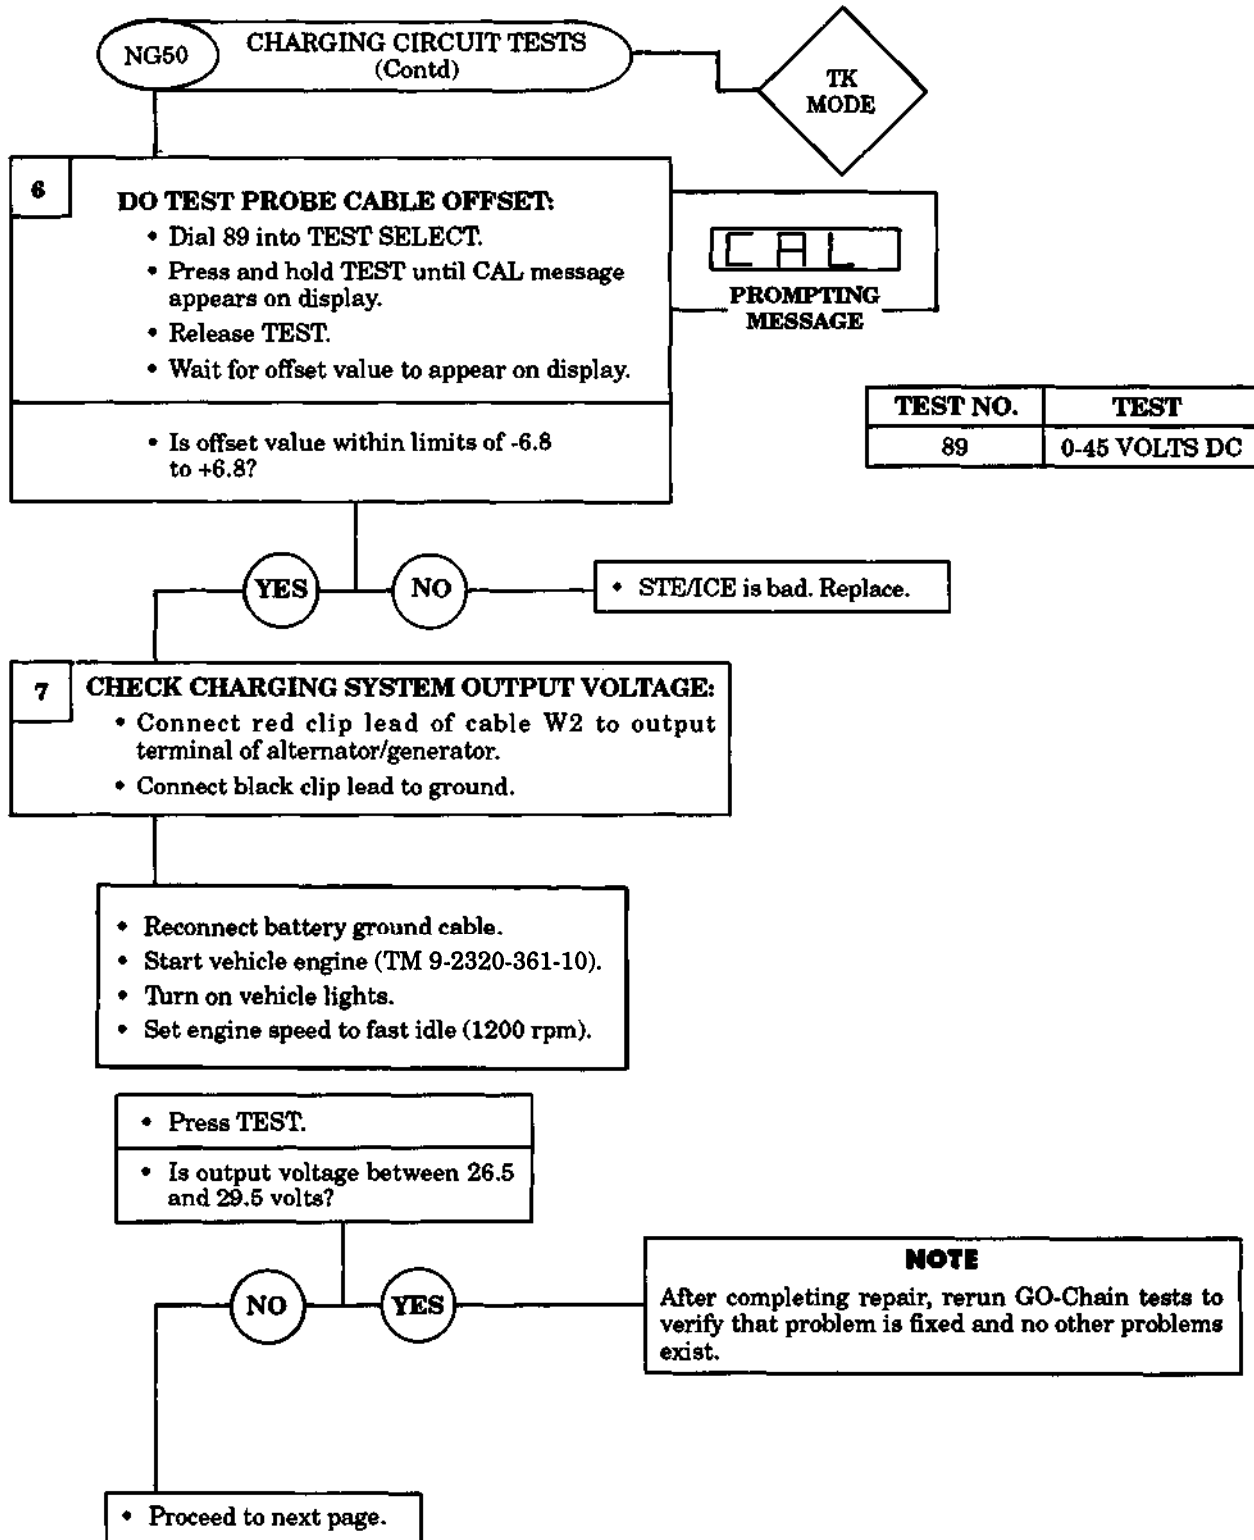 NG50
CHARGING CIRCUIT TESTS
(Contd)
TK
MODE
6
DO TEST PROBE CABLE OFFSET:
• Dial 89 into TEST SELECT.
• Press and hold TEST until CAL message
appears on display.
• Release TEST.
• Wait for offset value to appear on display.
• Is offset value within limits of -6.8
to +6.8?
CAL
PROMPTING
MESSAGE
TEST NO. TEST
89 0-45 VOLTS DC
YES
NO
• STE/ICE is bad. Replace.
7
CHECK CHARGING SYSTEM OUTPUT VOLTAGE:
• Connect red clip lead of cable W2 to output
terminal of alternator/generator.
• Connect black clip lead to ground.
• Reconnect battery ground cable.
• Start vehicle engine (TM 9-2320-361-10).
• Turn on vehicle lights.
• Set engine speed to fast idle (1200 rpm).
• Press TEST.
• Is output voltage between 26.5
and 29.5 volts?
NO
YES
NOTE
After completing repair, rerun GO-Chain tests to
verify that problem is fixed and no other problems
exist.
• Proceed to next page.